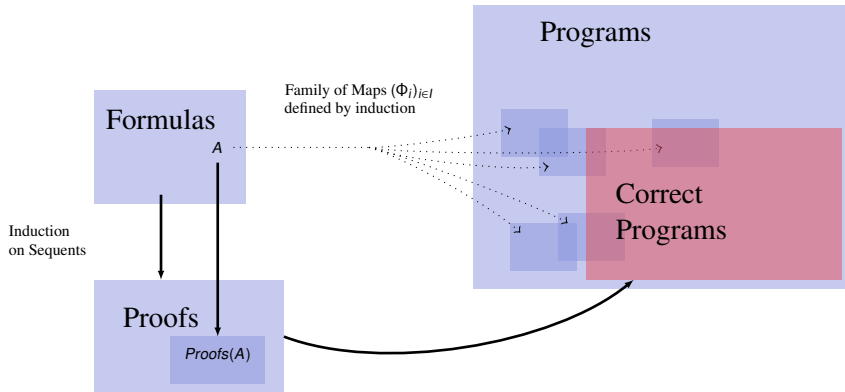 Programs
Family of Maps (Φᵢ)ᵢ∈I
defined by induction
Formulas
A
Correct
Programs
Induction
on Sequents
Proofs
Proofs(A)